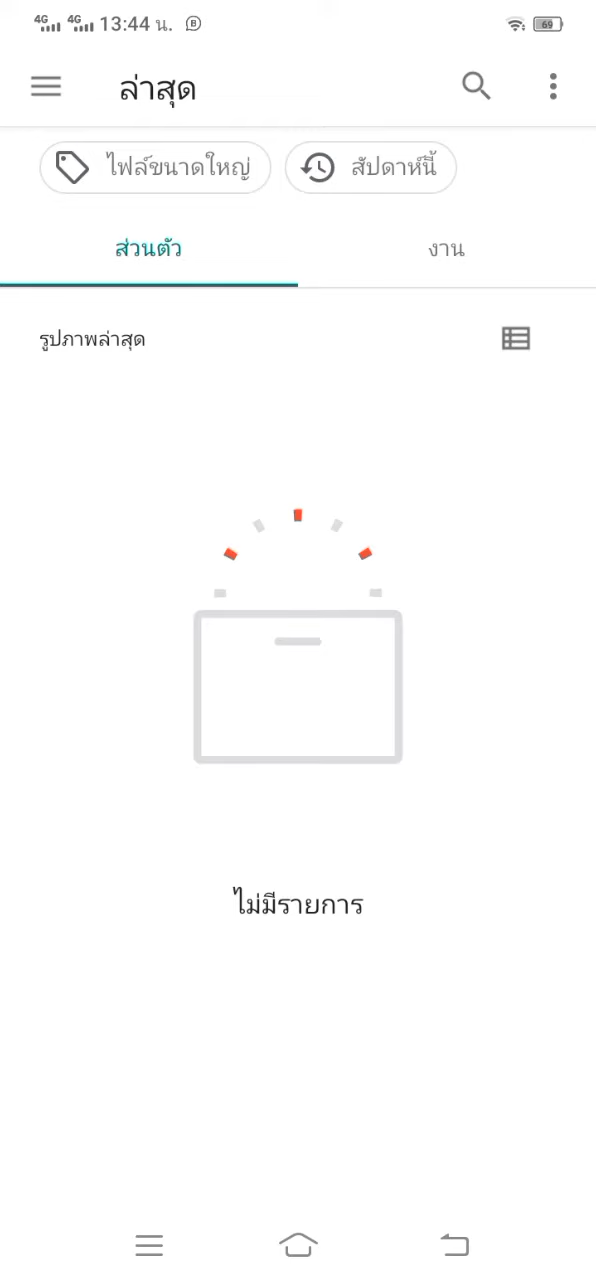 4G 4G 13:44 น. 69
ล่าสุด
ไฟล์ขนาดใหญ่ สัปดาห์นี้
ส่วนตัว งาน
รูปภาพล่าสุด
ไม่มีรายการ